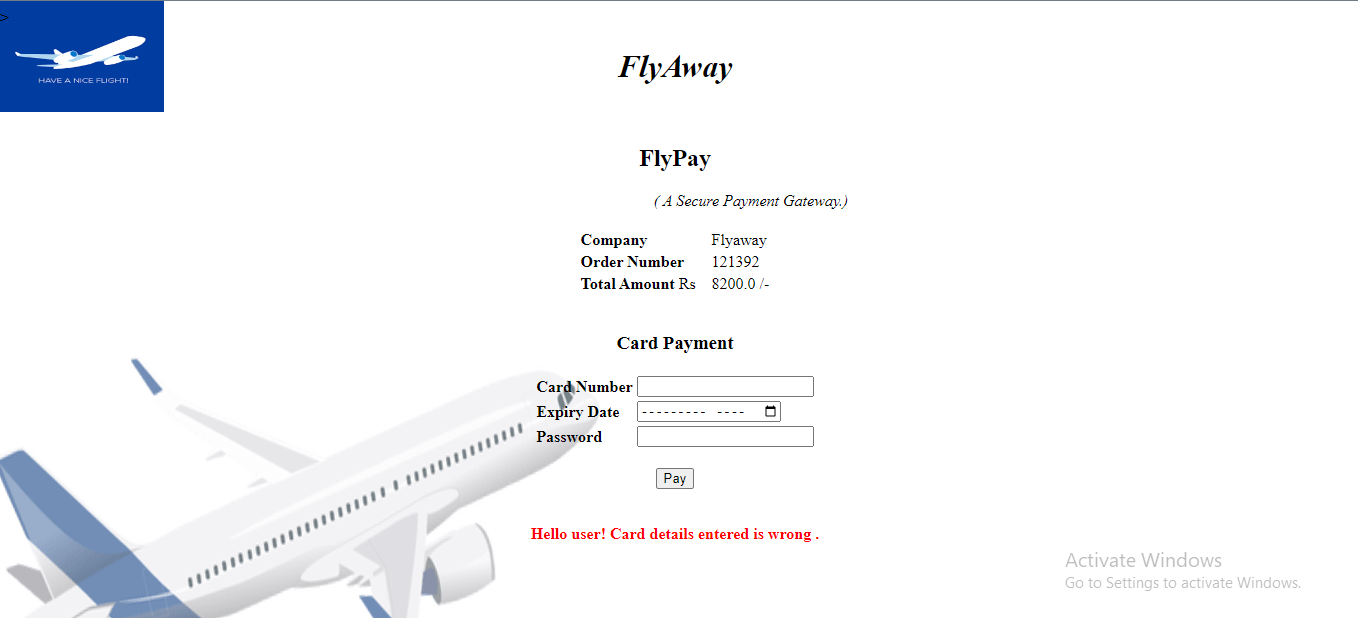 >
HAVE A NICE FLIGHT!
FlyAway
FlyPay
( A Secure Payment Gateway.)
Company Flyaway
Order Number 121392
Total Amount Rs 8200.0 /-
Card Payment
Card Number
Expiry Date --------- ----
Password
Pay
Hello user! Card details entered is wrong .
Activate Windows
Go to Settings to activate Windows.